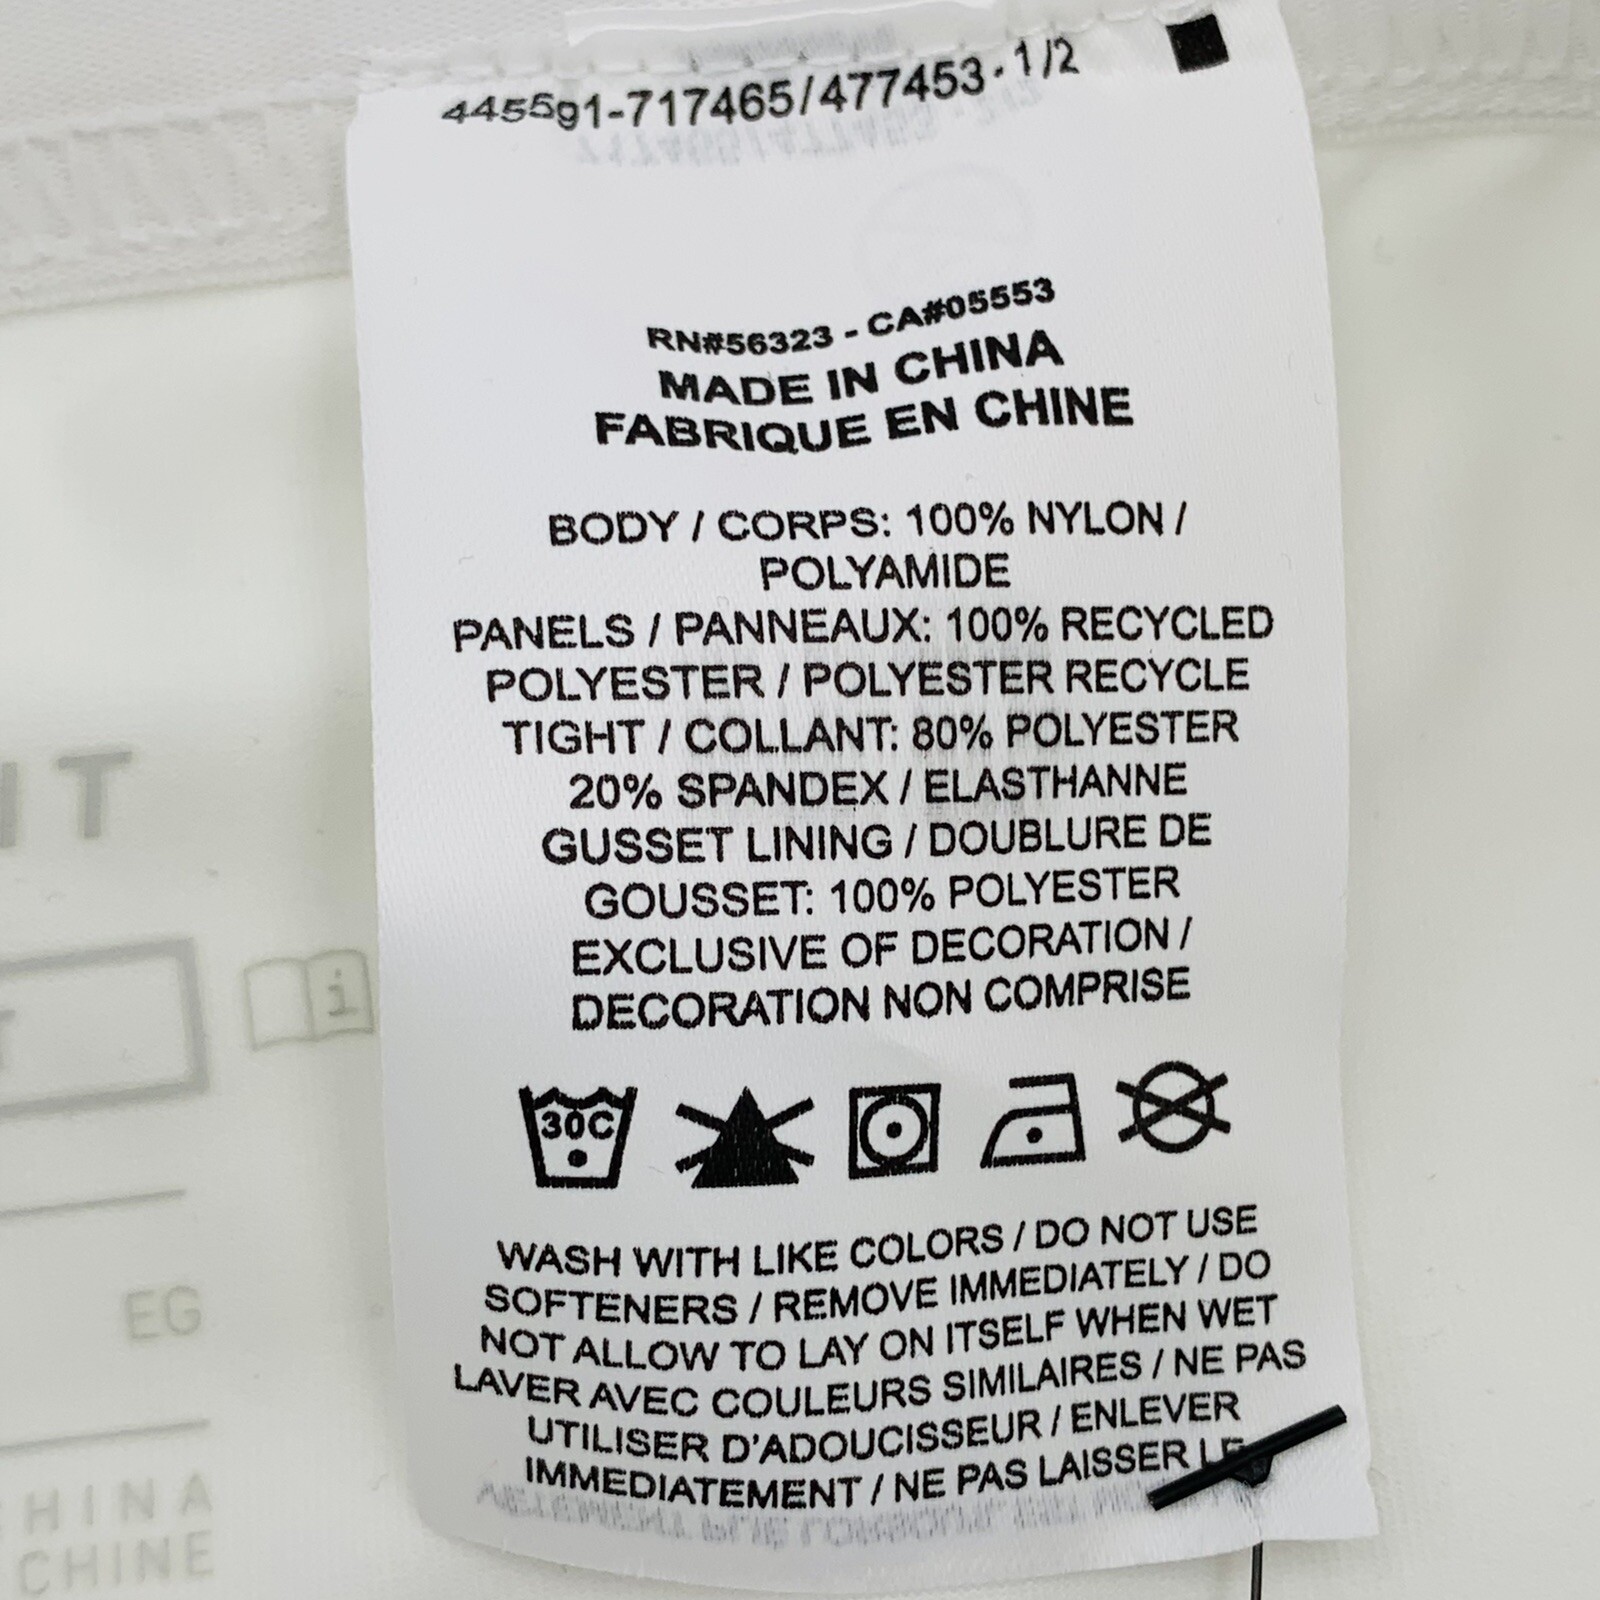 445591-717465/477453-1/2
RN#56323 - CA#05553
MADE IN CHINA
FABRIQUE EN CHINE
BODY / CORPS: 100% NYLON /
POLYAMIDE
PANELS / PANNEAUX: 100% RECYCLED
POLYESTER / POLYESTER RECYCLE
TIGHT / COLLANT: 80% POLYESTER
20% SPANDEX / ELASTHANNE
GUSSET LINING / DOUBLURE DE
GOUSSET: 100% POLYESTER
EXCLUSIVE OF DECORATION /
DECORATION NON COMPRISE
30C
WASH WITH LIKE COLORS / DO NOT USE
SOFTENERS / REMOVE IMMEDIATELY / DO
NOT ALLOW TO LAY ON ITSELF WHEN WET
LAVER AVEC COULEURS SIMILAIRES / NE PAS
UTILISER D'ADOUCISSEUR / ENLEVER
IMMEDIATEMENT / NE PAS LAISSER LE
EG
CHINE